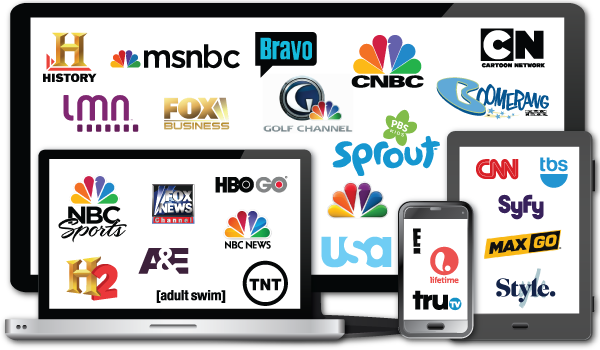 H
HISTORY
msnbc
Bravo
CNBC
CN
CARTOON NETWORK
LMN
FOX
BUSINESS
G
GOLF CHANNEL
PBS
KIDS
sprout
BOOMERANG
usa
NBC
Sports
FOX
NEWS
Channel
HBO GO
NBC NEWS
H2
A&E
[adult swim]
TNT
E!
lifetime
truTV
CNN
tbs
Syfy
MAX GO
Style.